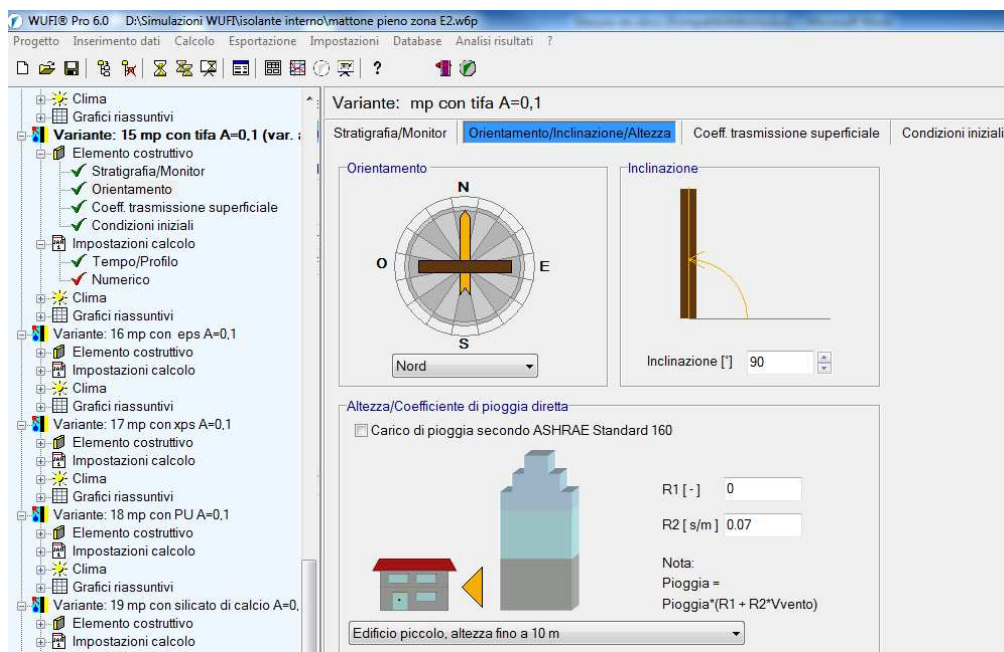 WUFI® Pro 6.0 D:\Simulazioni WUFI\isolante interno\mattone pieno zona E2.w6p
Progetto Inserimento dati Calcolo Esportazione Impostazioni Database Analisi risultati ?
?
Clima
Grafici riassuntivi
Variante: 15 mp con tifa A=0,1 (var. a
Elemento costruttivo
Stratigrafia/Monitor
Orientamento
Coeff. trasmissione superficiale
Condizioni iniziali
Impostazioni calcolo
Tempo/Profilo
Numerico
Clima
Grafici riassuntivi
Variante: 16 mp con eps A=0,1
Elemento costruttivo
Impostazioni calcolo
Clima
Grafici riassuntivi
Variante: 17 mp con xps A=0,1
Elemento costruttivo
Impostazioni calcolo
Clima
Grafici riassuntivi
Variante: 18 mp con PU A=0,1
Elemento costruttivo
Impostazioni calcolo
Clima
Grafici riassuntivi
Variante: 19 mp con silicato di calcio A=0,
Elemento costruttivo
Impostazioni calcolo
Variante: mp con tifa A=0,1
Stratigrafia/Monitor Orientamento/Inclinazione/Altezza Coeff. trasmissione superficiale Condizioni iniziali
Orientamento
N
O E
S
Nord
Inclinazione
Inclinazione [°] 90
Altezza/Coefficiente di pioggia diretta
Carico di pioggia secondo ASHRAE Standard 160
R1 [ - ] 0
R2 [ s/m ] 0.07
Nota:
Pioggia =
Pioggia*(R1 + R2*Vvento)
Edificio piccolo, altezza fino a 10 m